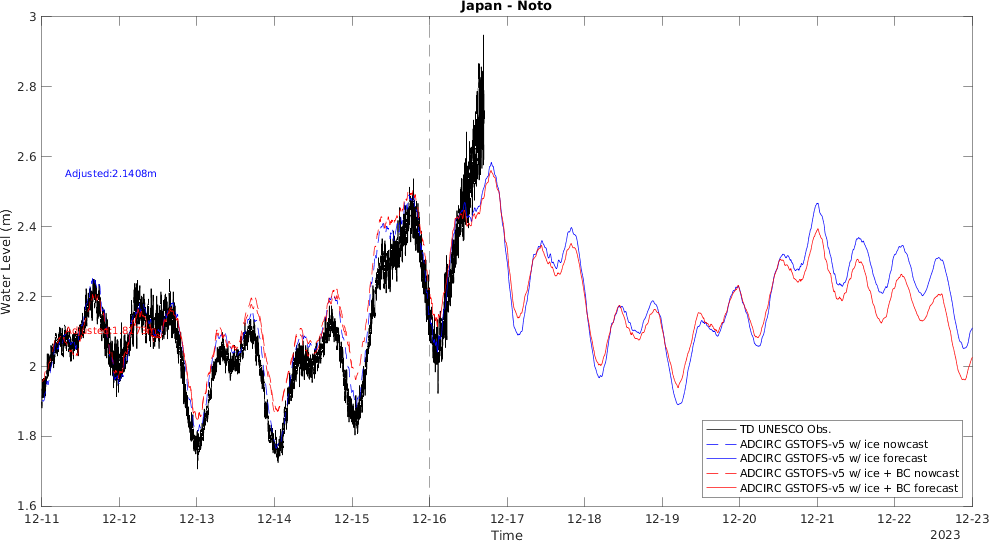 Japan - Noto
Water Level (m)
3
2.8
2.6
2.4
2.2
2
1.8
1.6
Adjusted:2.1408m
12-11
12-12
12-13
12-14
12-15
12-16
12-17
12-18
12-19
12-20
12-21
12-22
12-23
Time
2023
TD UNESCO Obs.
ADCIRC GSTOFS-v5 w/ ice nowcast
ADCIRC GSTOFS-v5 w/ ice forecast
ADCIRC GSTOFS-v5 w/ ice + BC nowcast
ADCIRC GSTOFS-v5 w/ ice + BC forecast